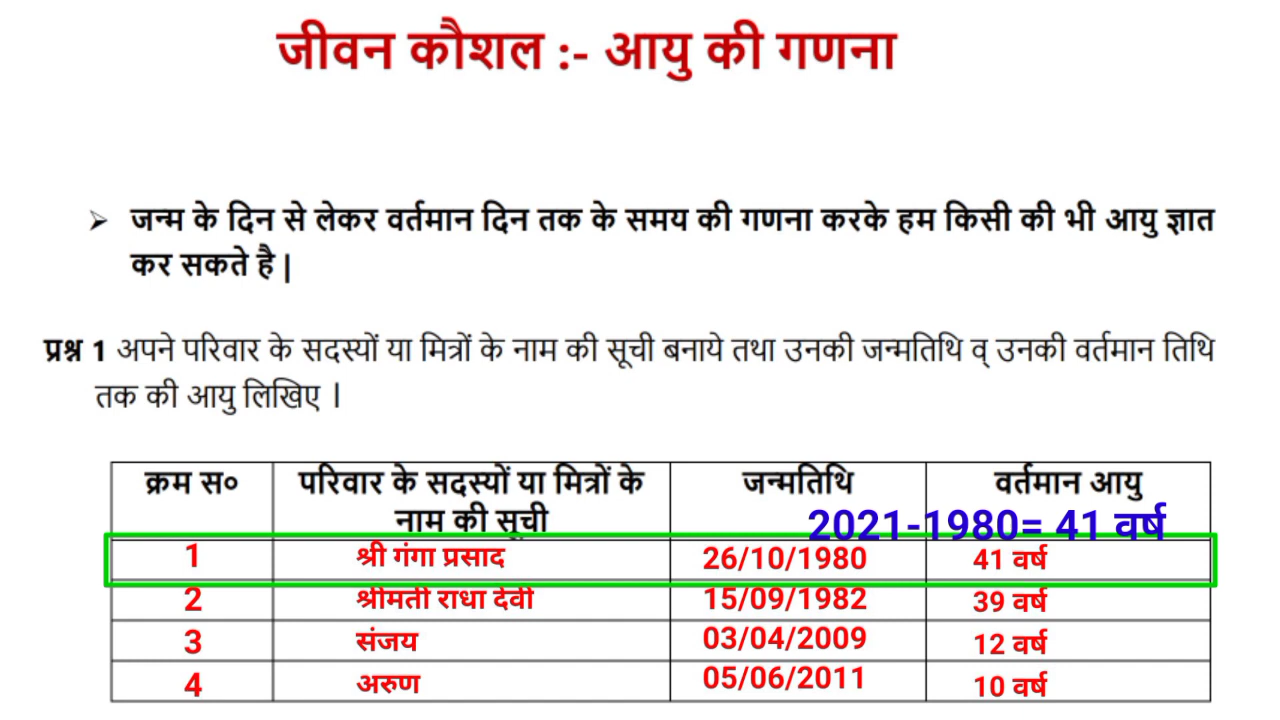 जीवन कौशल :- आयु की गणना
➢ जन्म के दिन से लेकर वर्तमान दिन तक के समय की गणना करके हम किसी की भी आयु ज्ञात
कर सकते है |
प्रश्न 1 अपने परिवार के सदस्यों या मित्रों के नाम की सूची बनाये तथा उनकी जन्मतिथि व् उनकी वर्तमान तिथि
तक की आयु लिखिए ।
क्रम स० परिवार के सदस्यों या मित्रों के जन्मतिथि वर्तमान आयु
नाम की सूची
2021-1980= 41 वर्ष
1 श्री गंगा प्रसाद 26/10/1980 41 वर्ष
2 श्रीमती राधा देवी 15/09/1982 39 वर्ष
3 संजय 03/04/2009 12 वर्ष
4 अरुण 05/06/2011 10 वर्ष